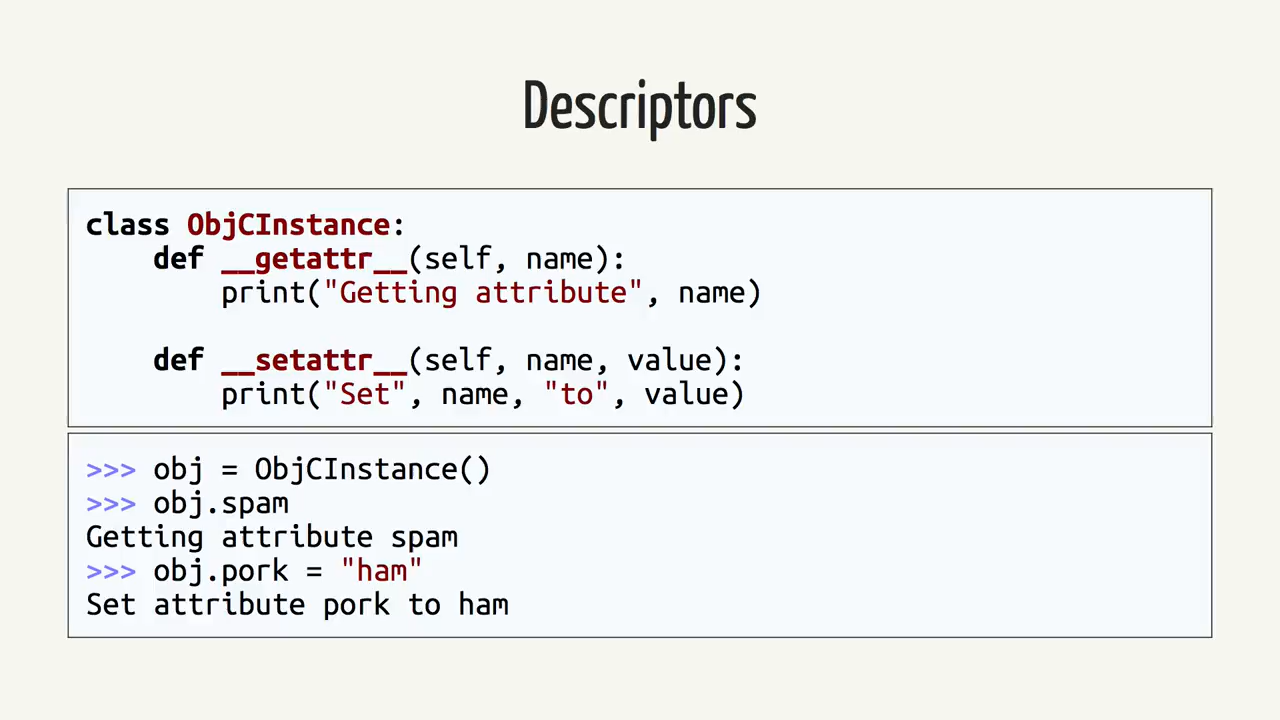 Descriptors
class ObjCInstance:
    def __getattr__(self, name):
        print("Getting attribute", name)
    def __setattr__(self, name, value):
        print("Set", name, "to", value)
>>> obj = ObjCInstance()
>>> obj.spam
Getting attribute spam
>>> obj.pork = "ham"
Set attribute pork to ham